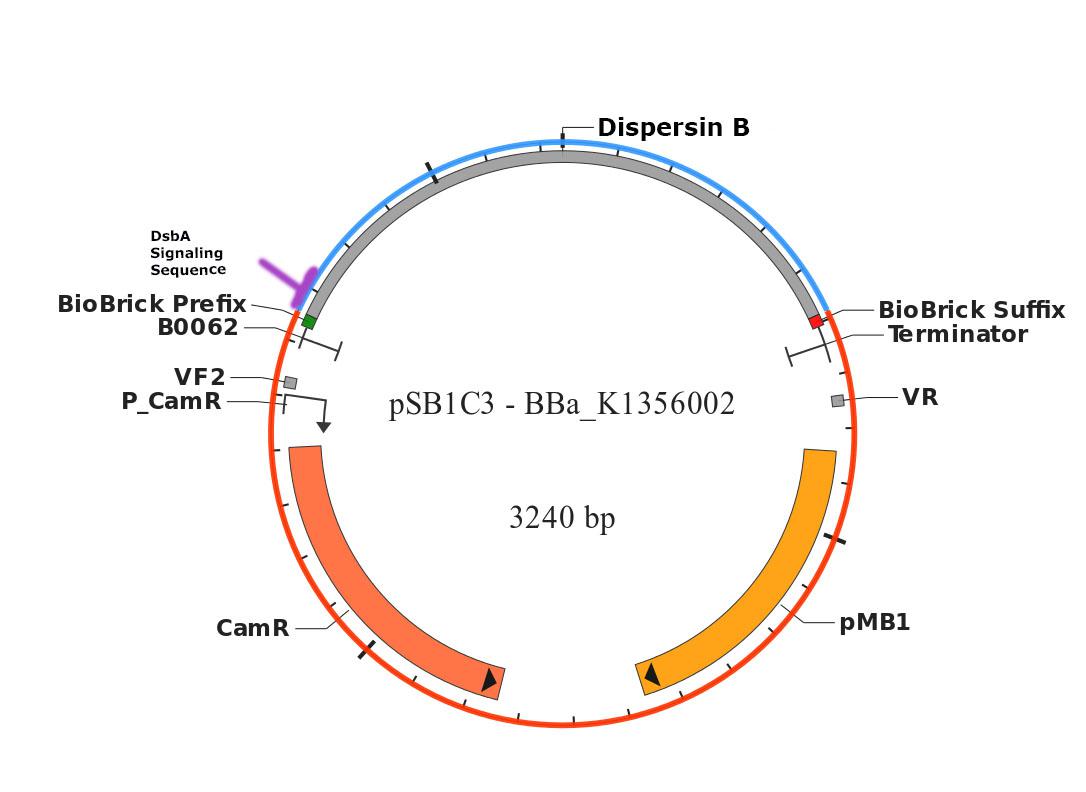 Dispersin B
DsbA
Signaling
Sequence
BioBrick Prefix
B0062
VF2
P_CamR
BioBrick Suffix
Terminator
VR
pSB1C3 - BBa_K1356002
3240 bp
CamR
pMB1